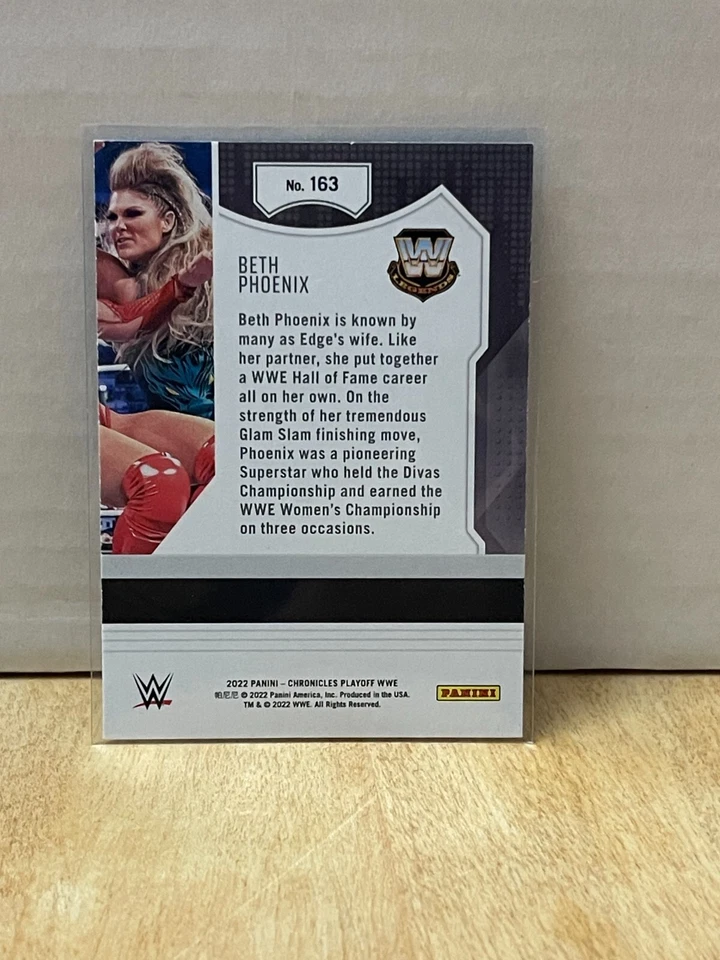 No. 163
W
LEGENDS
BETH
PHOENIX
Beth Phoenix is known by
many as Edge's wife. Like
her partner, she put together
a WWE Hall of Fame career
all on her own. On the
strength of her tremendous
Glam Slam finishing move,
Phoenix was a pioneering
Superstar who held the Divas
Championship and earned the
WWE Women's Championship
on three occasions.
W
2022 PANINI – CHRONICLES PLAYOFF WWE
帕尼尼 © 2022 Panini America, Inc. Produced in the USA.
TM & © 2022 WWE. All Rights Reserved.
PANINI